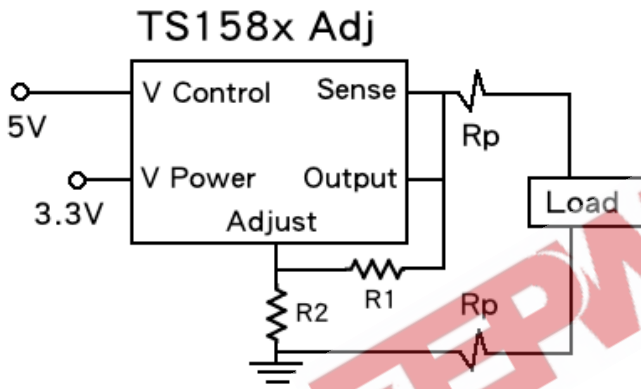 TS158x Adj
V Control
Sense
5V
Rp
V Power
Output
3.3V
Adjust
Load
R1
R2
Rp